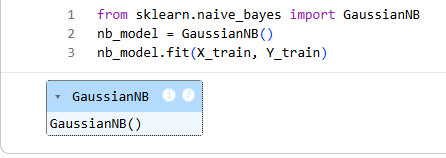 1 from sklearn.naive_bayes import GaussianNB
2 nb_model = GaussianNB()
3 nb_model.fit(X_train, Y_train)
▾ GaussianNB i ?
GaussianNB()